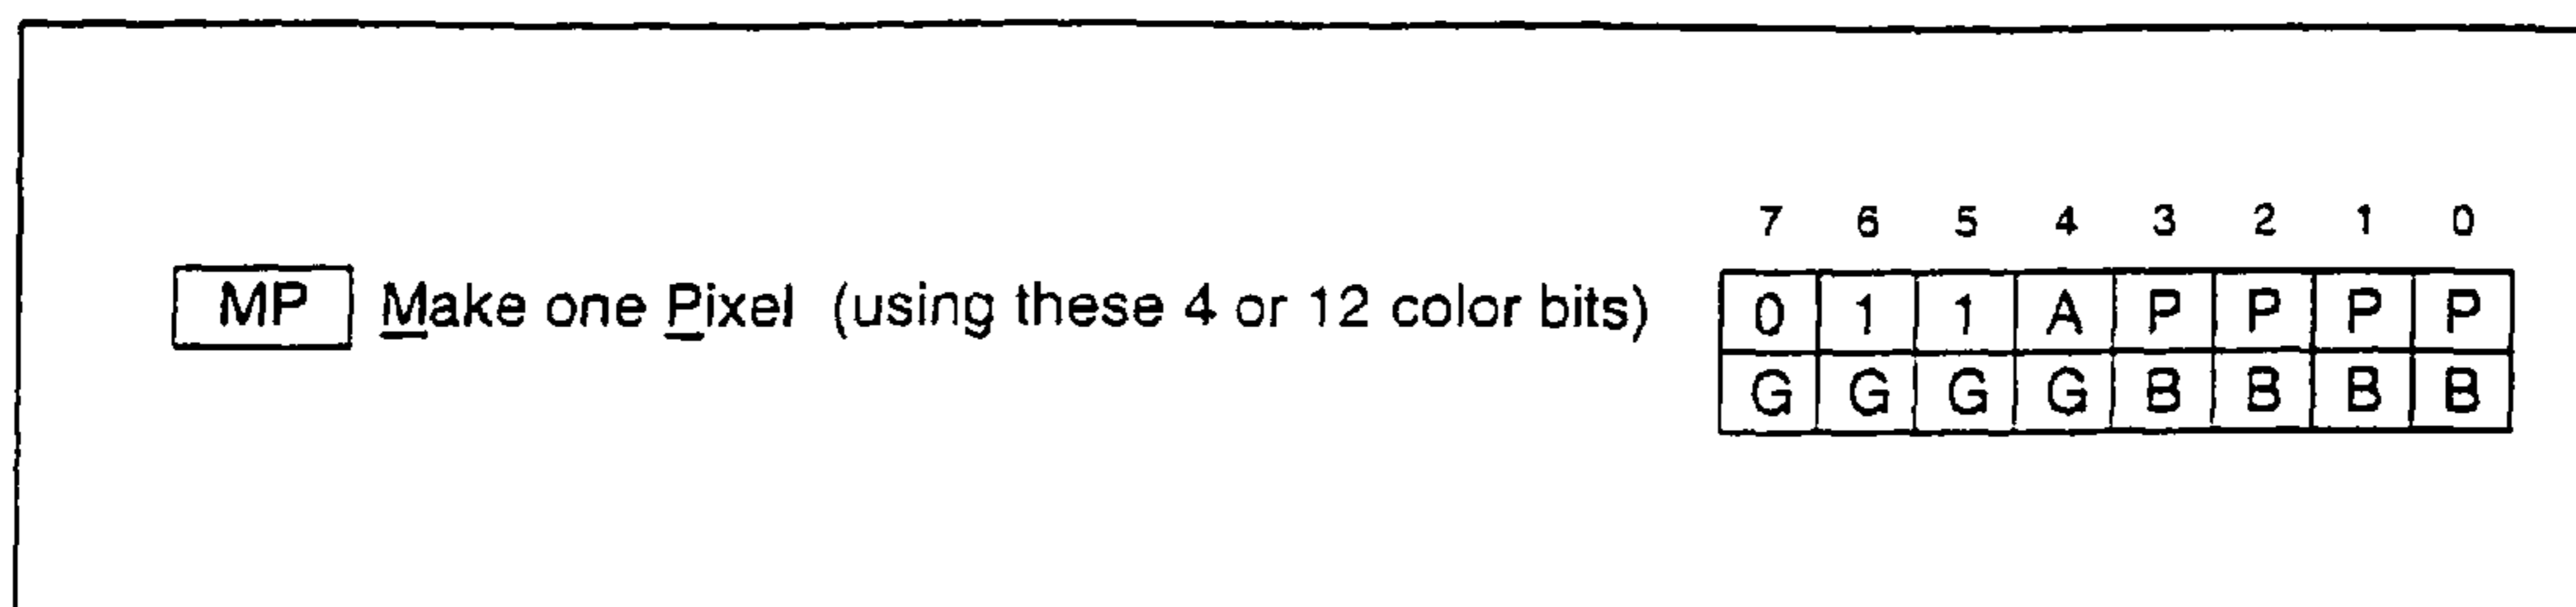 7 6 5 4 3 2 1 0
MP Make one Pixel (using these 4 or 12 color bits) 0 1 1 A P P P P
G G G G B B B B